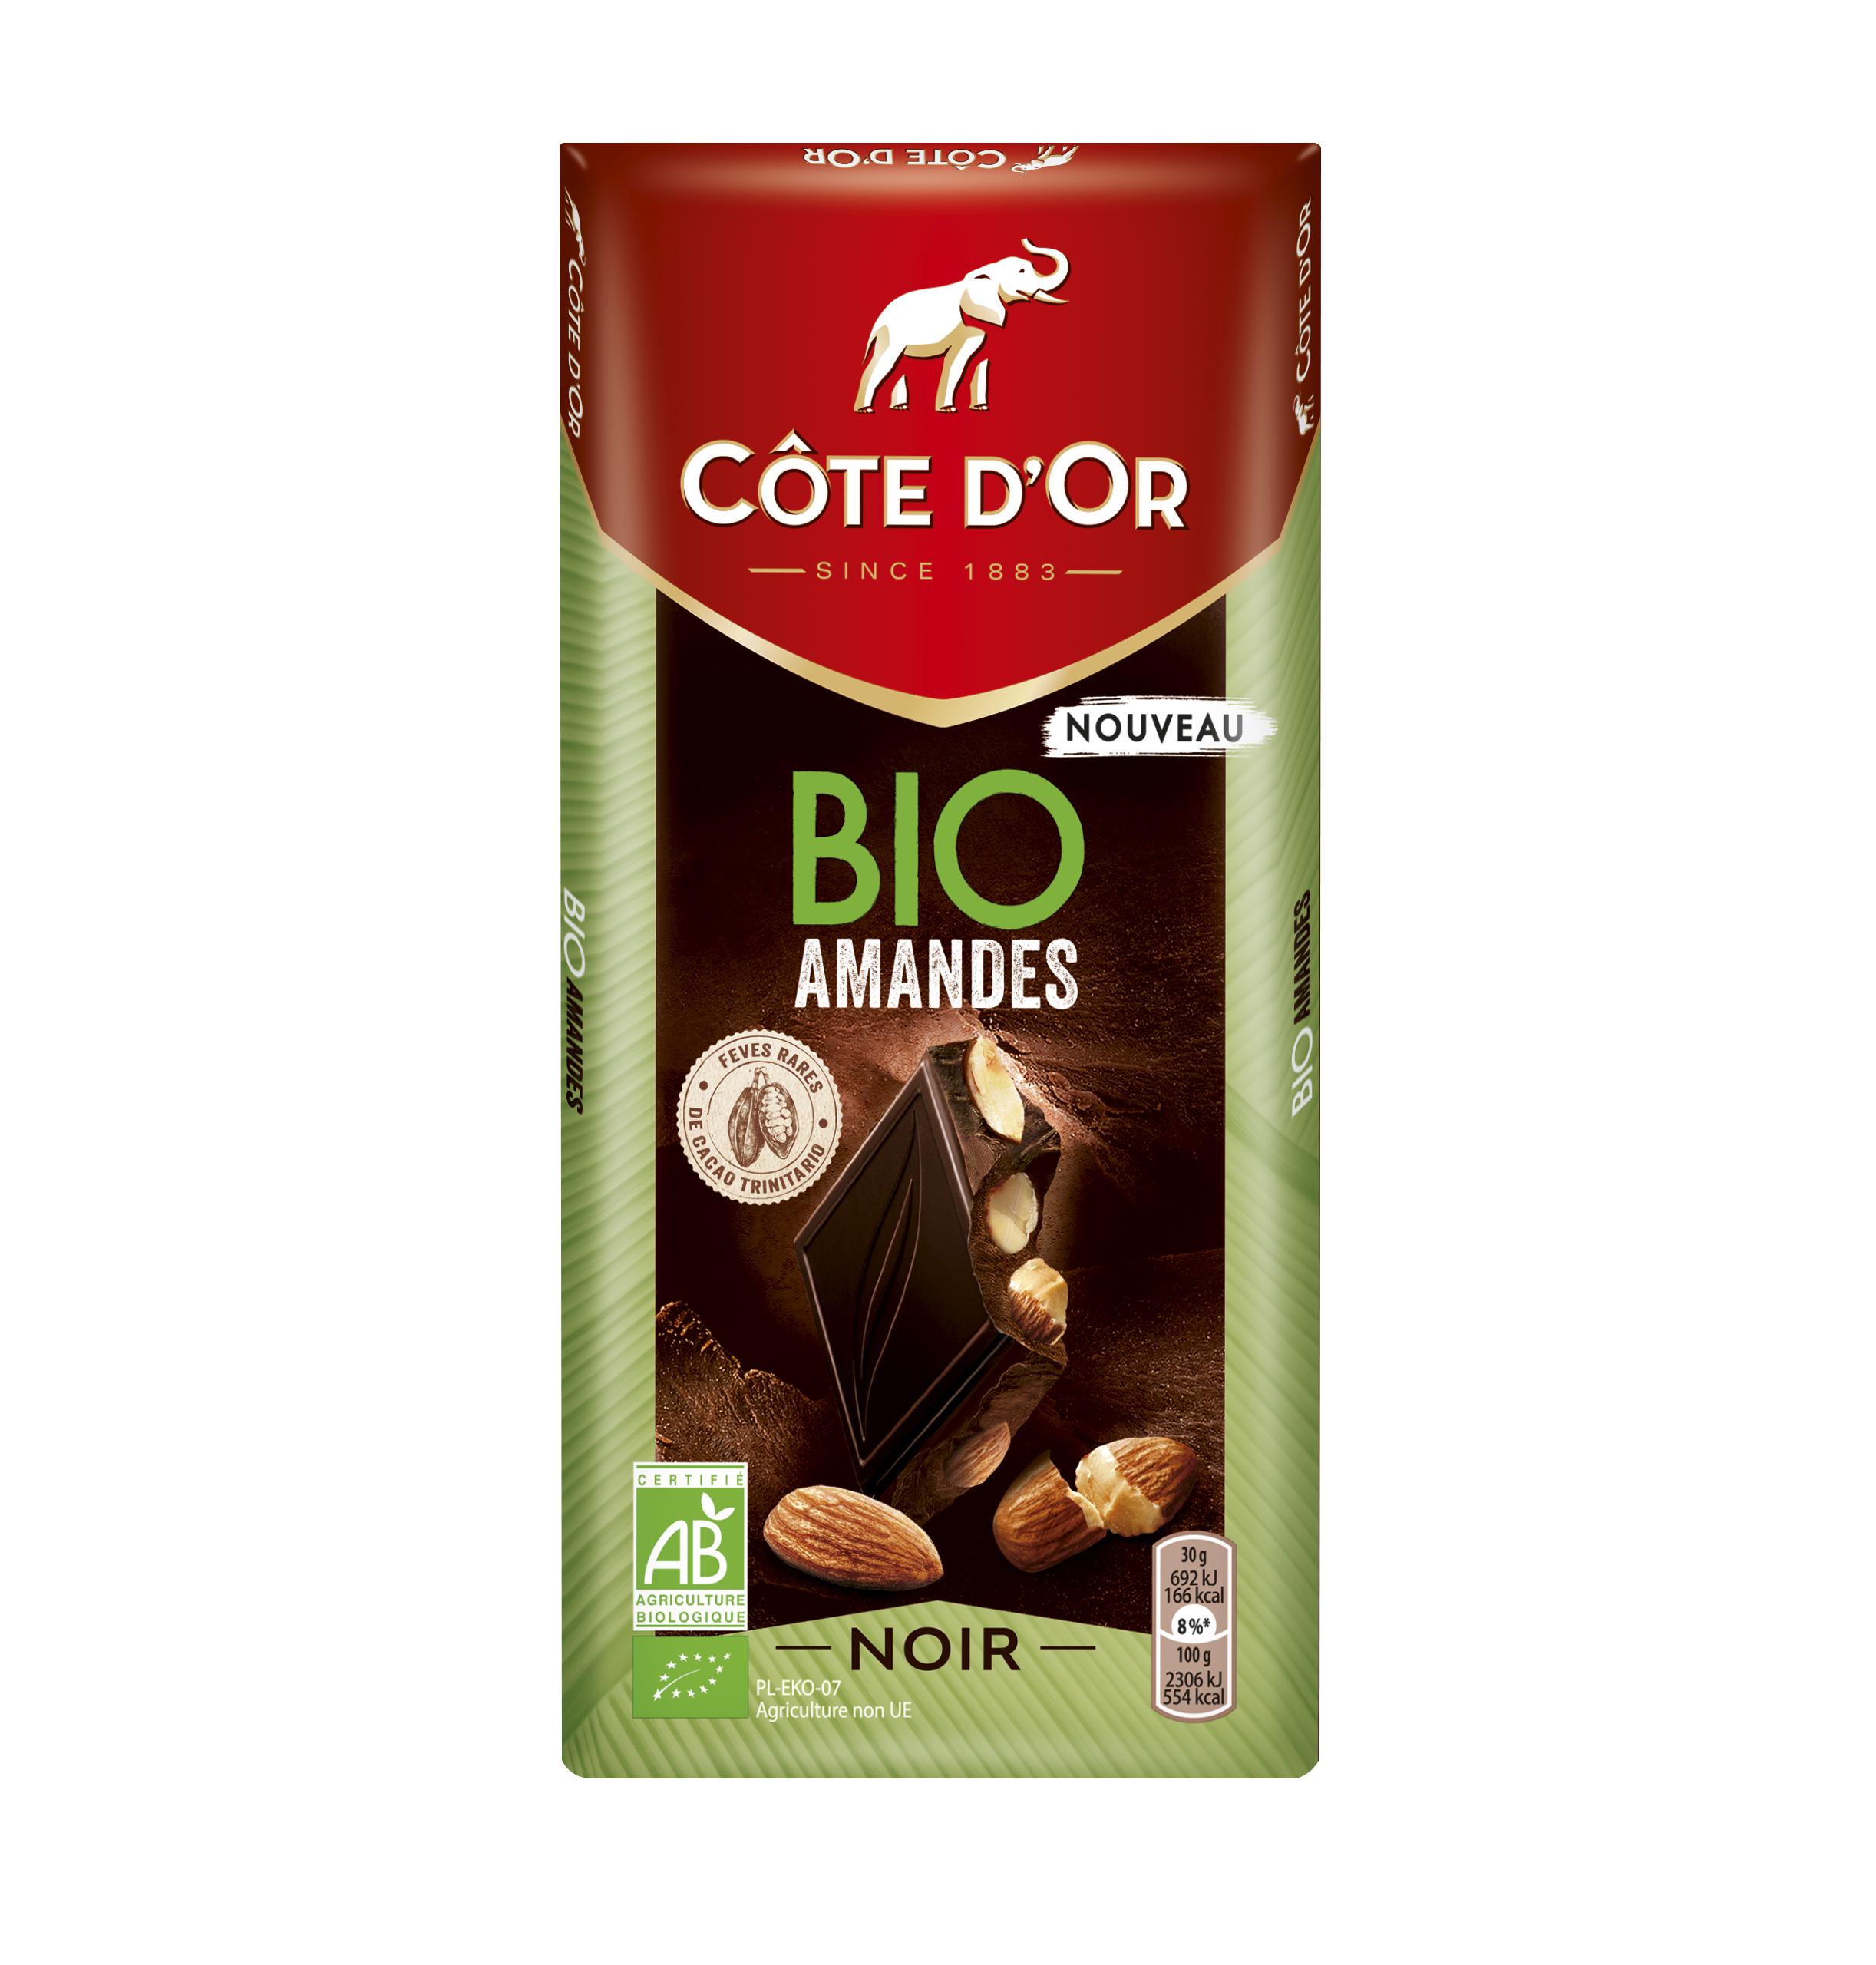 CÔTE D'OR
CÔTE D'OR
CÔTE D'OR
CÔTE D'OR
SINCE 1883
NOUVEAU
BIO
AMANDES
BIO AMANDES
BIO AMANDES
FEVES RARES
DE CACAO TRINITARIO
CERTIFIÉ
AB
AGRICULTURE
BIOLOGIQUE
NOIR
PL-EKO-07
Agriculture non UE
30 g
692 kJ
166 kcal
8%*
100 g
2306 kJ
554 kcal